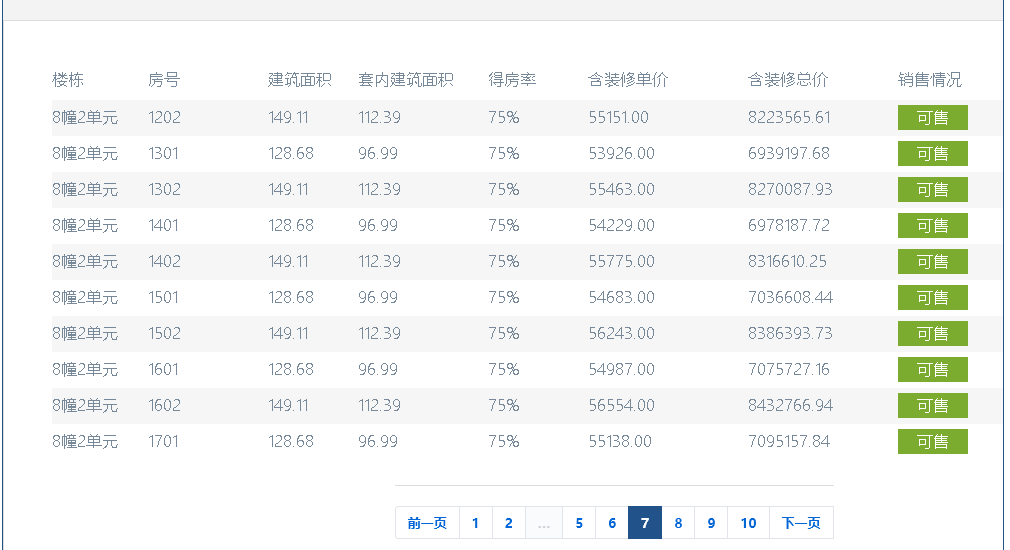 楼栋 房号 建筑面积 套内建筑面积 得房率 含装修单价 含装修总价 销售情况
8幢2单元 1202 149.11 112.39 75% 55151.00 8223565.61 可售
8幢2单元 1301 128.68 96.99 75% 53926.00 6939197.68 可售
8幢2单元 1302 149.11 112.39 75% 55463.00 8270087.93 可售
8幢2单元 1401 128.68 96.99 75% 54229.00 6978187.72 可售
8幢2单元 1402 149.11 112.39 75% 55775.00 8316610.25 可售
8幢2单元 1501 128.68 96.99 75% 54683.00 7036608.44 可售
8幢2单元 1502 149.11 112.39 75% 56243.00 8386393.73 可售
8幢2单元 1601 128.68 96.99 75% 54987.00 7075727.16 可售
8幢2单元 1602 149.11 112.39 75% 56554.00 8432766.94 可售
8幢2单元 1701 128.68 96.99 75% 55138.00 7095157.84 可售
前一页 1 2 ... 5 6 7 8 9 10 下一页